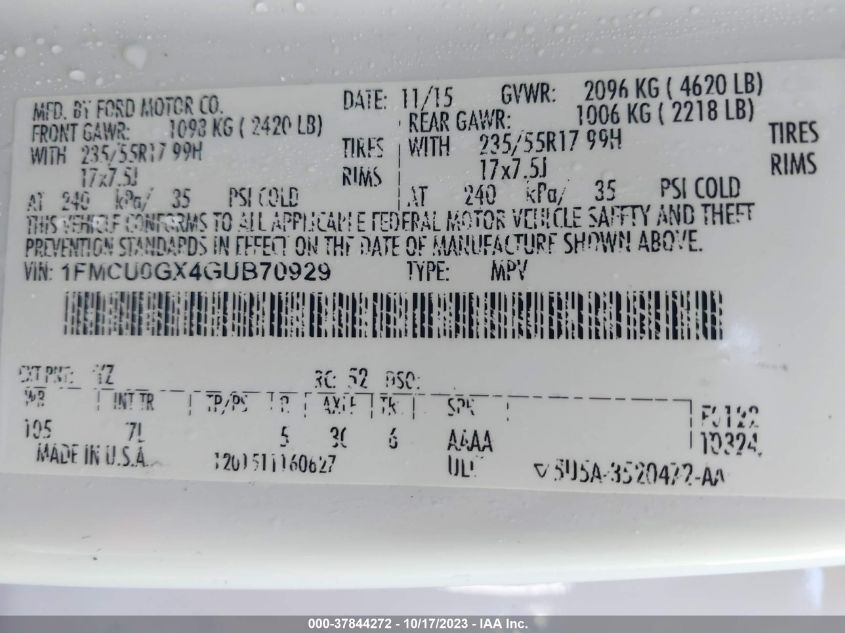 MFD. BY FORD MOTOR CO. DATE: 11/15 GVWR: 2096 KG ( 4620 LB)
FRONT GAWR: 1098 KG ( 2420 LB) REAR GAWR: 1006 KG ( 2218 LB)
WITH 235/55R17 99H TIRES WITH 235/55R17 99H TIRES
17x7.5J RIMS 17x7.5J RIMS
AT 240 kPa/ 35 PSI COLD AT 240 kPa/ 35 PSI COLD
THIS VEHICLE CONFORMS TO ALL APPLICABLE FEDERAL MOTOR VEHICLE SAFETY AND THEFT
PREVENTION STANDARDS IN EFFECT ON THE DATE OF MANUFACTURE SHOWN ABOVE.
VIN: 1FMCU0GX4GUB70929 TYPE: MPV
EXT PNT: YZ RC: 52 DSO:
WB INT TR TP/PS R AXLE TR SPR
105 7L 5 3C 6 AAAA
F0122
10324
MADE IN U.S.A. 1201511160627 ▽5U5A-3520472-AA
000-37844272 - 10/17/2023 - IAA Inc.